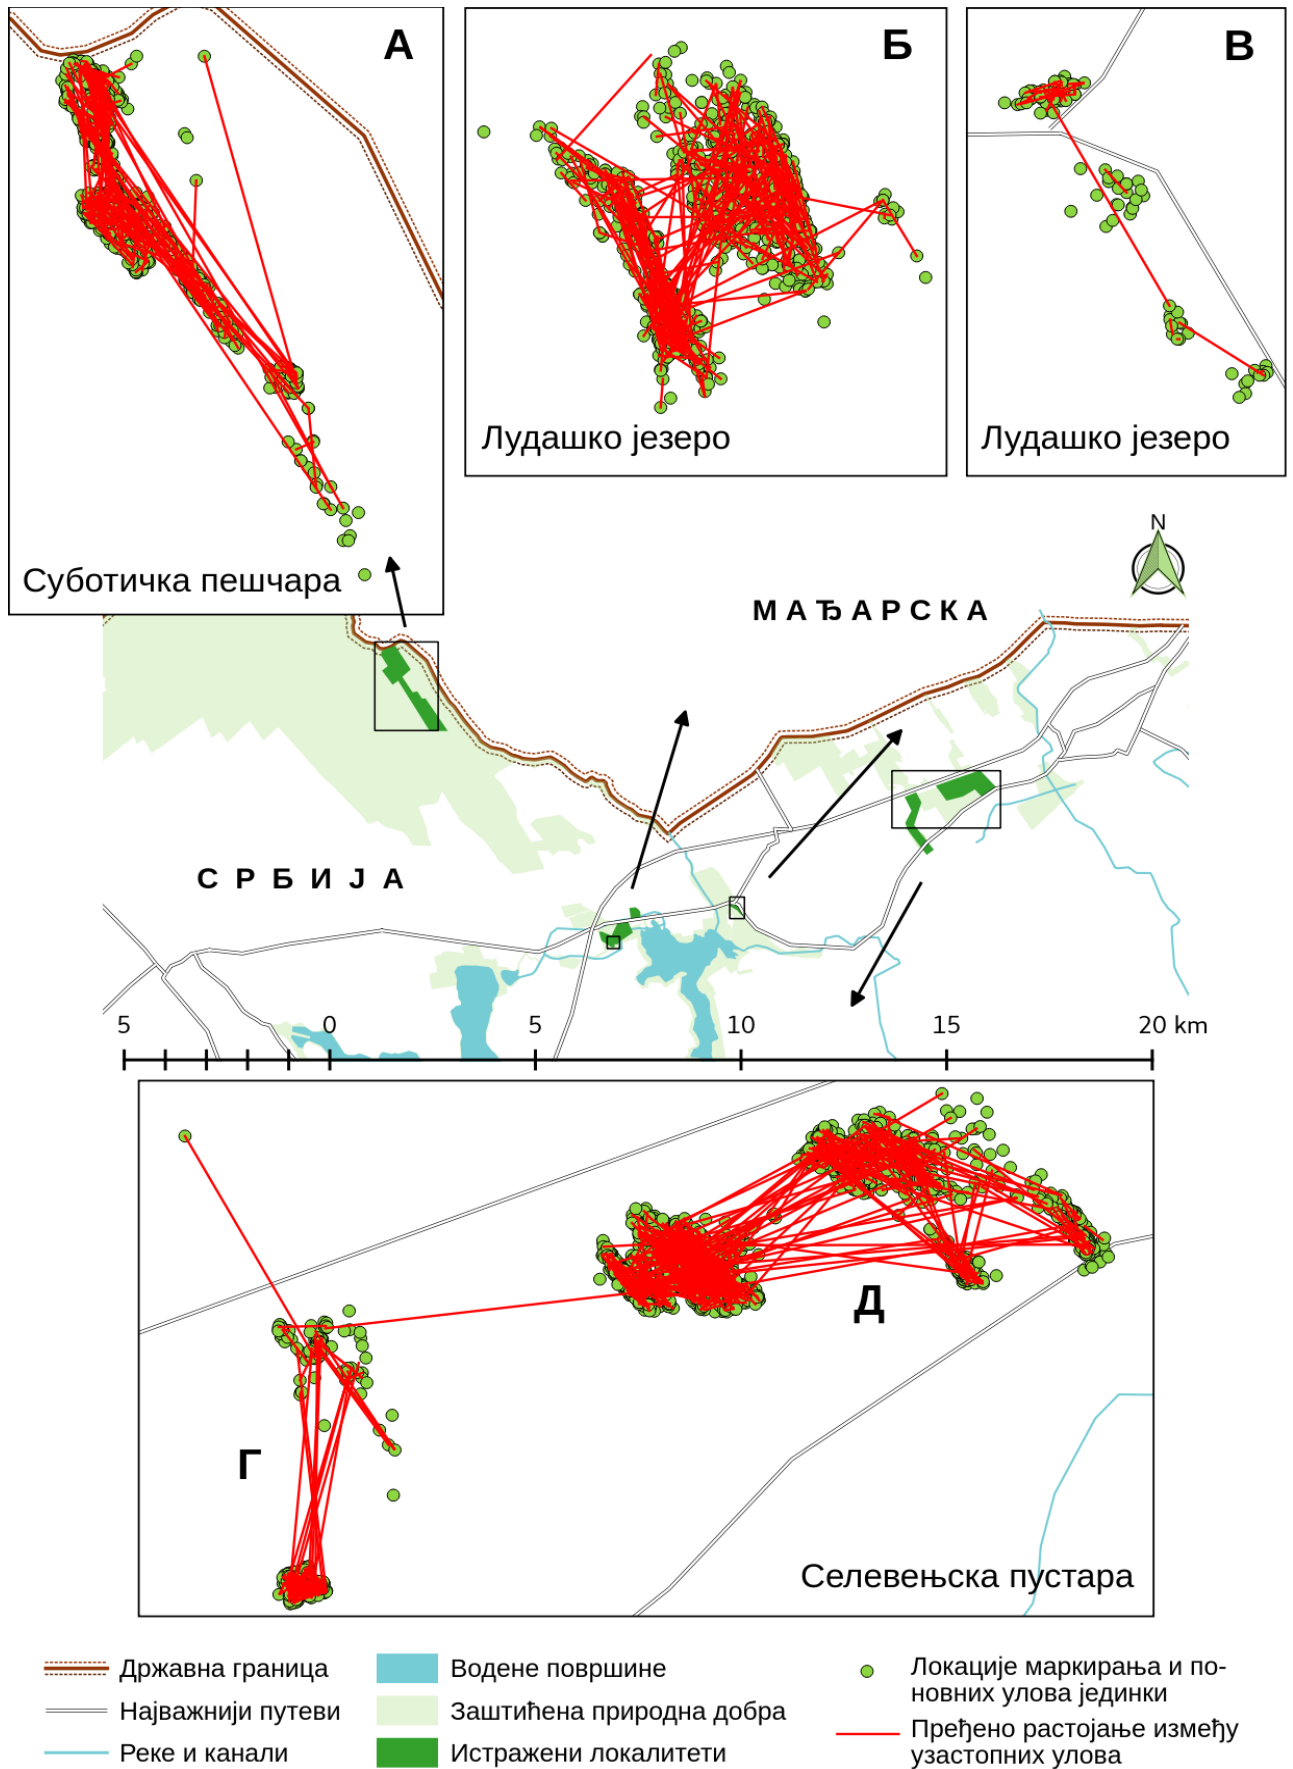 А
Б
В
Лудашко језеро
Лудашко језеро
Суботичка пешчара
N
МАЂАРСКА
СРБИЈА
5 0 5 10 15 20 km
Д
Г
Селевењска пустара
Државна граница
Најважнији путеви
Реке и канали
Водене површине
Заштићена природна добра
Истражени локалитети
Локације маркирања и по-
новних улова јединки
Пређено растојање између
узастопних улова